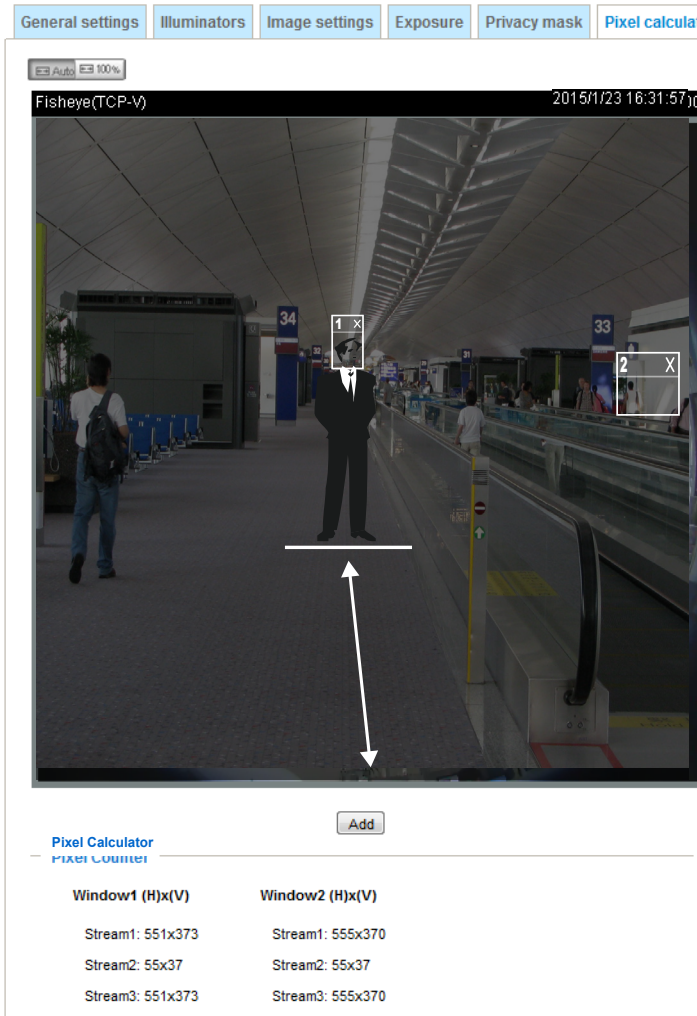 General settings Illuminators Image settings Exposure Privacy mask Pixel calcula
Auto 100%
Fisheye(TCP-V) 2015/1/23 16:31:57
34
1 X
33
31
2 X
Add
Pixel Calculator
Pixel Counter
Window1 (H)x(V) Window2 (H)x(V)
Stream1: 551x373 Stream1: 555x370
Stream2: 55x37 Stream2: 55x37
Stream3: 551x373 Stream3: 555x370